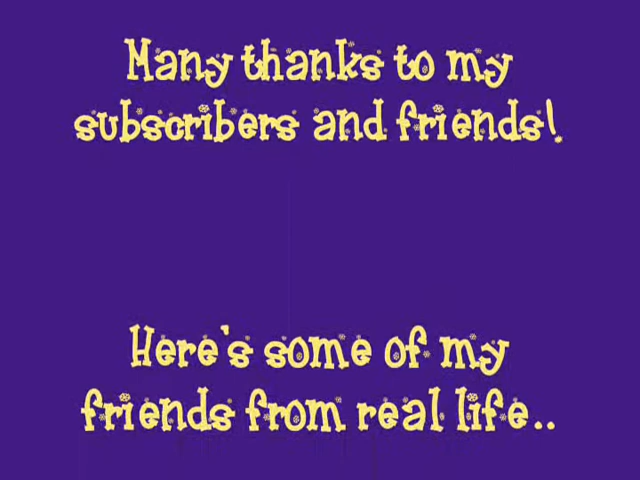 Many thanks to my
subscribers and friends!
Here's some of my
friends from real life..